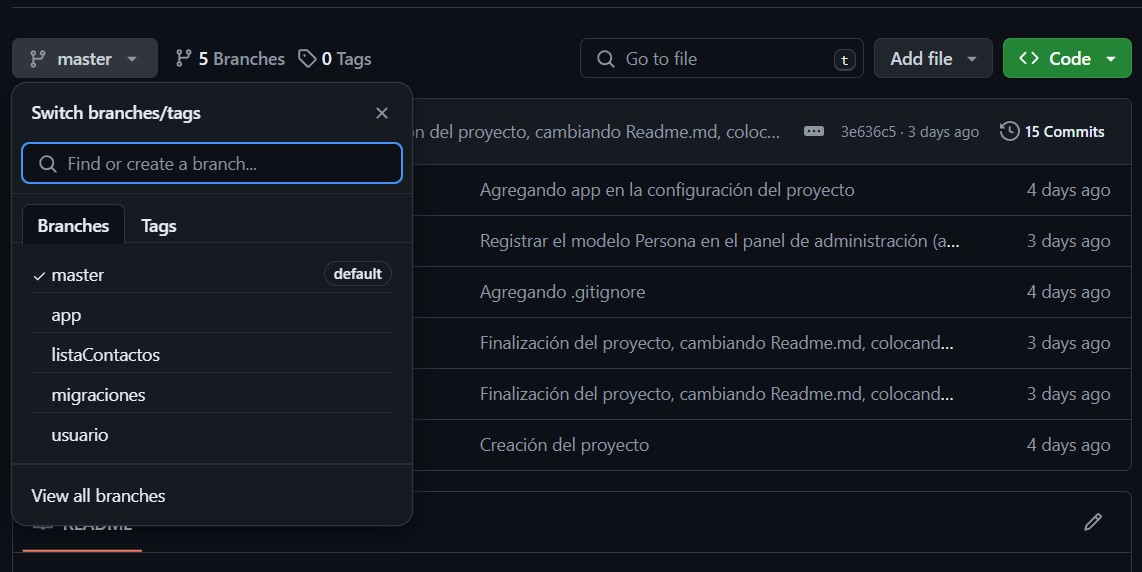 master
5 Branches
0 Tags
Go to file
t
Add file
Code
Switch branches/tags
Find or create a branch...
Branches
Tags
master
default
app
listaContactos
migraciones
usuario
View all branches
del proyecto, cambiando Readme.md, coloc...
3e636c5 · 3 days ago
15 Commits
Agregando app en la configuración del proyecto
4 days ago
Registrar el modelo Persona en el panel de administración (a...
3 days ago
Agregando .gitignore
4 days ago
Finalización del proyecto, cambiando Readme.md, colocand...
3 days ago
Finalización del proyecto, cambiando Readme.md, colocand...
3 days ago
Creación del proyecto
4 days ago
README